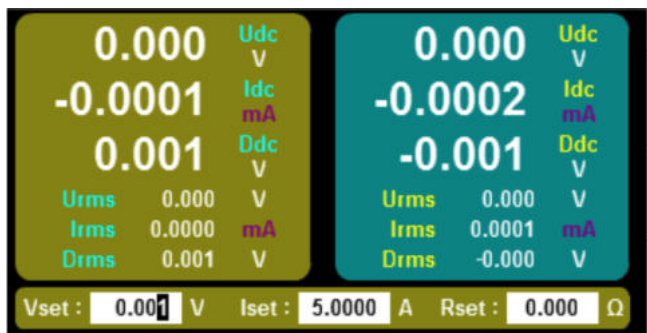 0.000 Udc V
-0.0001 Idc mA
0.001 Ddc V
Urms 0.000 V
Irms 0.0000 mA
Drms 0.001 V
0.000 Udc V
-0.0002 Idc mA
-0.001 Ddc V
Urms 0.000 V
Irms 0.0001 mA
Drms -0.000 V
Vset : 0.001 V Iset : 5.0000 A Rset : 0.000 Ω